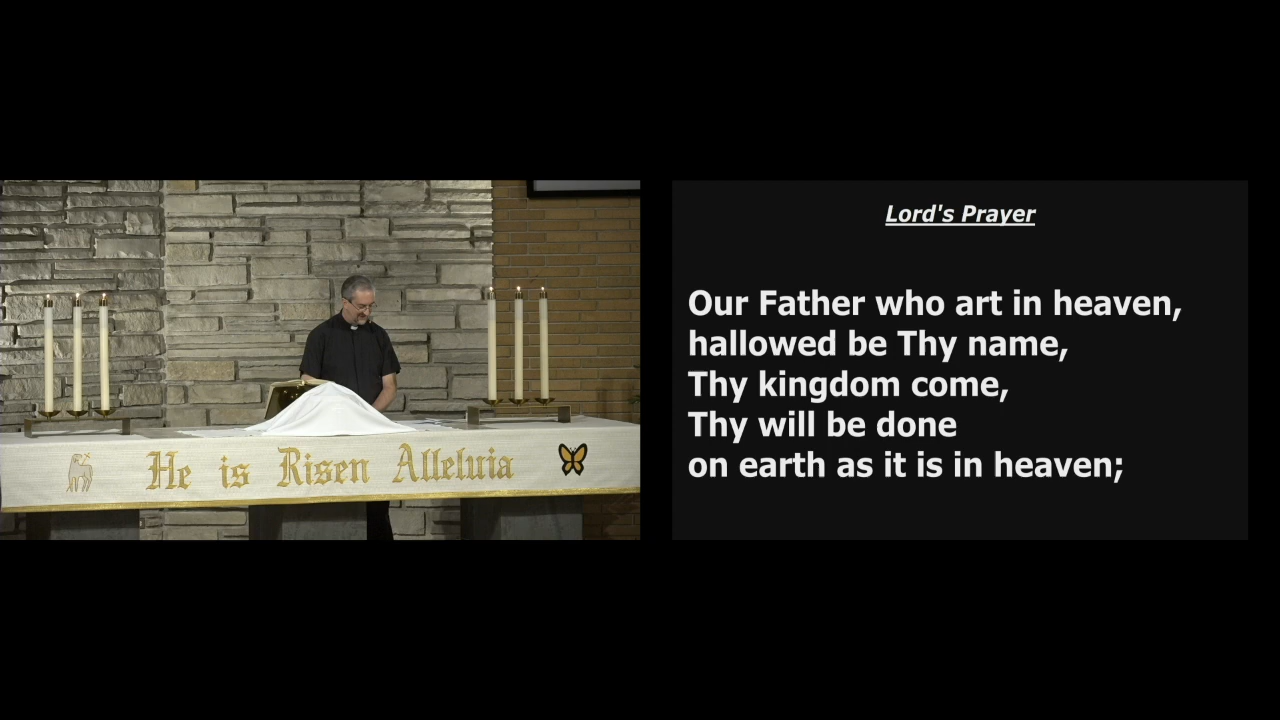 He is Risen Alleluia
Lord's Prayer
Our Father who art in heaven,
hallowed be Thy name,
Thy kingdom come,
Thy will be done
on earth as it is in heaven;